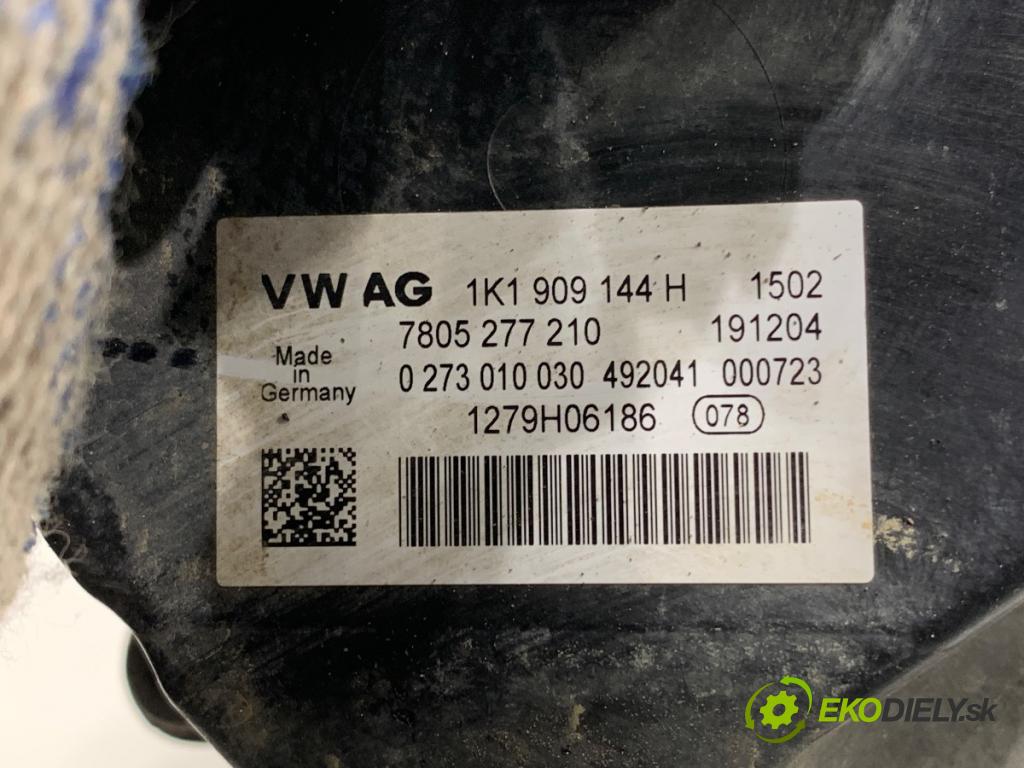 VW AG 1K1 909 144 H 1502
7805 277 210 191204
Made
in
Germany
0 273 010 030 492041 000723
1279H06186 078
EKODIELY.sk